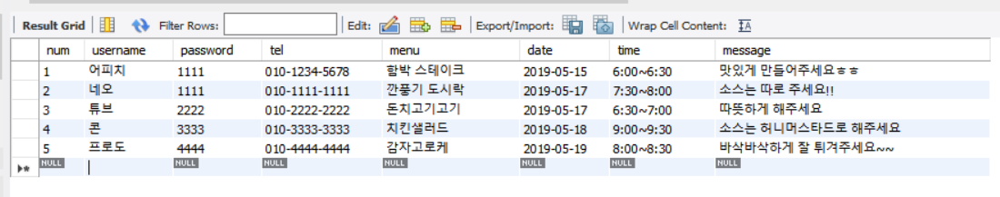 Result Grid Filter Rows: Edit: Export/Import: Wrap Cell Content: IA
num username password tel menu date time message
1 어피치 1111 010-1234-5678 함박 스테이크 2019-05-15 6:00~6:30 맛있게 만들어주세요ㅎㅎ
2 네오 1111 010-1111-1111 깐풍기 도시락 2019-05-17 7:30~8:00 소스는 따로 주세요!!
3 튜브 2222 010-2222-2222 돈치고기고기 2019-05-17 6:30~7:00 따뜻하게 해주세요
4 콘 3333 010-3333-3333 치킨샐러드 2019-05-18 9:00~9:30 소스는 허니머스타드로 해주세요
5 프로도 4444 010-4444-4444 감자고로케 2019-05-19 8:00~8:30 바삭바삭하게 잘 튀겨주세요~~
NULL NULL NULL NULL NULL NULL NULL